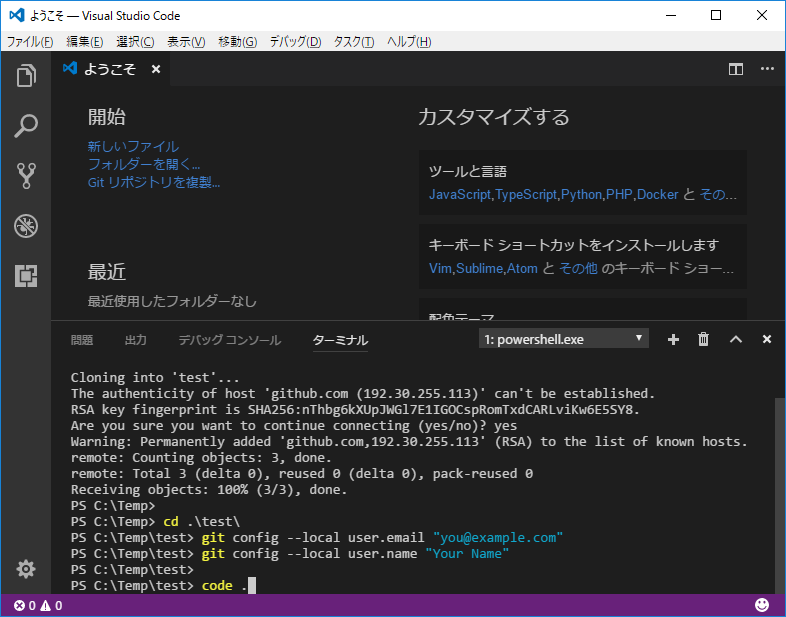 ようこそ — Visual Studio Code
ファイル(F) 編集(E) 選択(C) 表示(V) 移動(G) デバッグ(D) タスク(T) ヘルプ(H)
ようこそ
開始
新しいファイル
フォルダーを開く...
Git リポジトリを複製...
最近
最近使用したフォルダーなし
カスタマイズする
ツールと言語
JavaScript,TypeScript,Python,PHP,Docker と その...
キーボード ショートカットをインストールします
Vim,Sublime,Atom と その他 のキーボード ショー...
配色テーマ
問題 出力 デバッグ コンソール ターミナル 1: powershell.exe
Cloning into 'test'...
The authenticity of host 'github.com (192.30.255.113)' can't be established.
RSA key fingerprint is SHA256:nThbg6kXUpJWGl7E1IGOCspRomTxdCARLviKw6E5SY8.
Are you sure you want to continue connecting (yes/no)? yes
Warning: Permanently added 'github.com,192.30.255.113' (RSA) to the list of known hosts.
remote: Counting objects: 3, done.
remote: Total 3 (delta 0), reused 0 (delta 0), pack-reused 0
Receiving objects: 100% (3/3), done.
PS C:\Temp>
PS C:\Temp> cd .\test\
PS C:\Temp\test> git config --local user.email "you@example.com"
PS C:\Temp\test> git config --local user.name "Your Name"
PS C:\Temp\test>
PS C:\Temp\test> code .
0 0